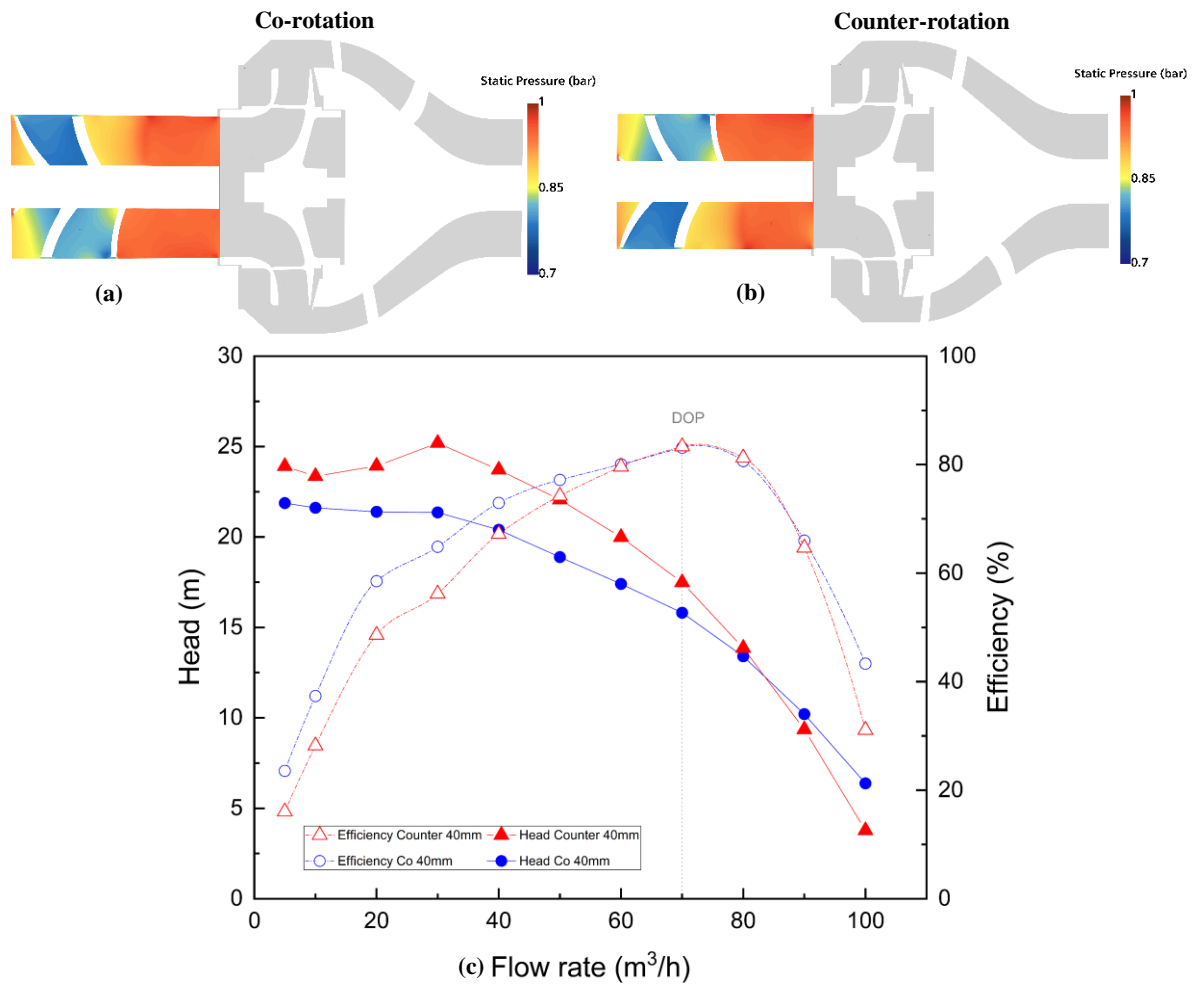 Co-rotation
Counter-rotation
Static Pressure (bar)
1
0.85
0.7
Static Pressure (bar)
1
0.85
0.7
(a)
(b)
30
25
20
15
10
5
0
Head (m)
100
80
60
40
20
0
Efficiency (%)
DOP
Efficiency Counter 40mm
Head Counter 40mm
Efficiency Co 40mm
Head Co 40mm
0
20
40
60
80
100
(c) Flow rate (m³/h)